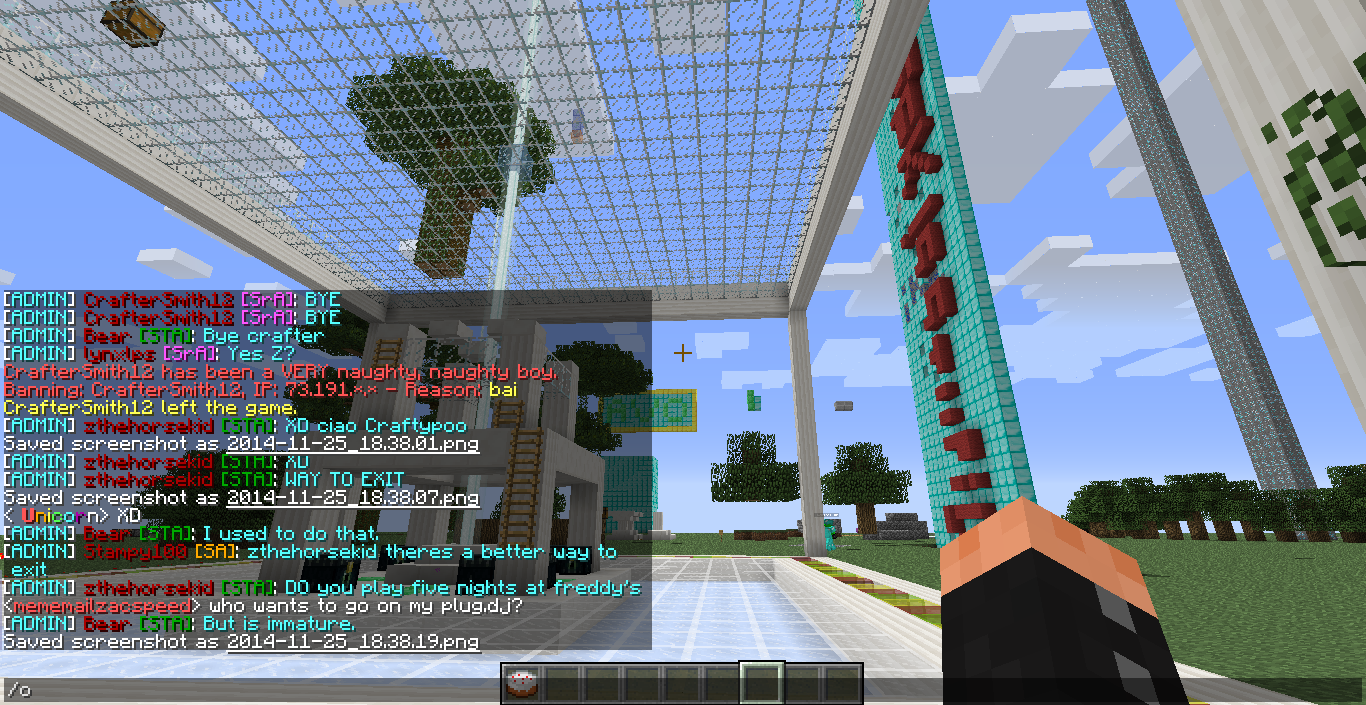 [ADMIN] CrafterSmith12 [SrA]: BYE
[ADMIN] CrafterSmith12 [SrA]: BYE
[ADMIN] Bear [STA]: Bye crafter
[ADMIN] lynxlps [SrA]: Yes Z?
CrafterSmith12 has been a VERY naughty, naughty boy.
Banning: CrafterSmith12, IP: 73.191.*.* - Reason: bai
CrafterSmith12 left the game.
[ADMIN] zthehorsekid [STA]: XD ciao Craftypoo
Saved screenshot as 2014-11-25_18.38.01.png
[ADMIN] zthehorsekid [STA]: XD
[ADMIN] zthehorsekid [STA]: WAY TO EXIT
Saved screenshot as 2014-11-25_18.38.07.png
< Unicorn> XD
[ADMIN] Bear [STA]: I used to do that.
[ADMIN] Stampy100 [SA]: zthehorsekid theres a better way to
exit
[ADMIN] zthehorsekid [STA]: DO you play five nights at freddy's
<mememailzacspeed> who wants to go on my plug.d.j?
[ADMIN] Bear [STA]: But is immature.
Saved screenshot as 2014-11-25_18.38.19.png
/o